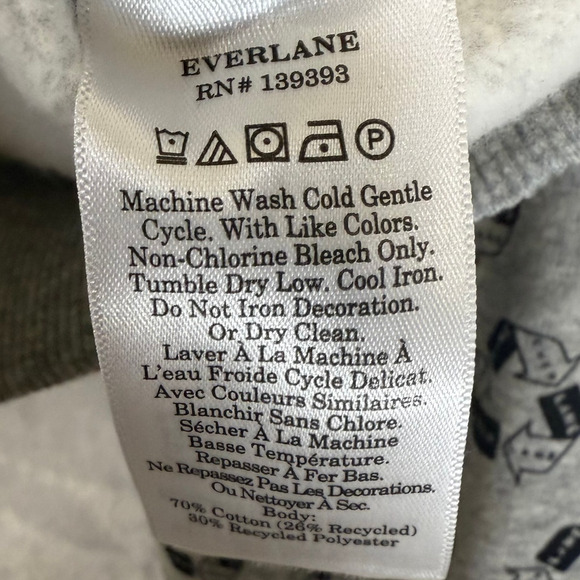 EVERLANE
RN# 139393
P
Machine Wash Cold Gentle
Cycle. With Like Colors.
Non-Chlorine Bleach Only.
Tumble Dry Low. Cool Iron.
Do Not Iron Decoration.
Or Dry Clean.
Laver À La Machine À
L'eau Froide Cycle Delicat.
Avec Couleurs Similaires.
Blanchir Sans Chlore.
Sécher À La Machine
Basse Température.
Repasser À Fer Bas.
Ne Repassez Pas Les Decorations.
Ou Nettoyer À Sec.
Body:
70% Cotton (26% Recycled)
30% Recycled Polyester